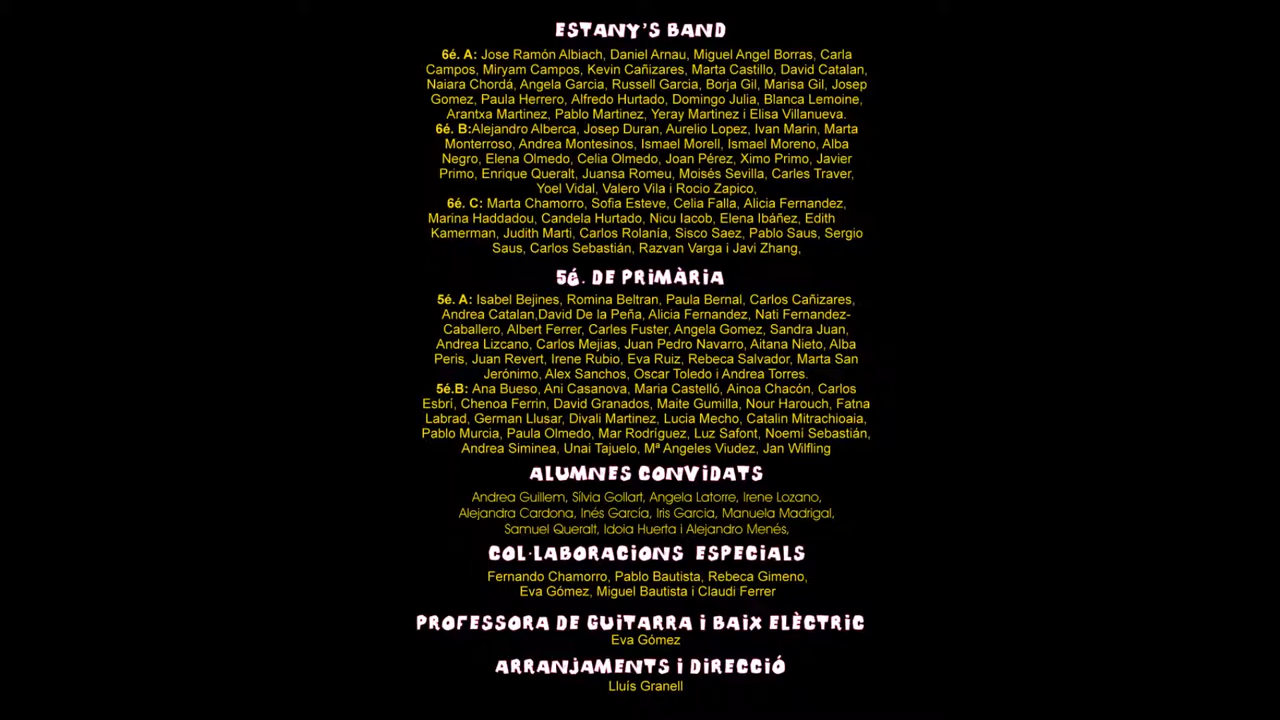 ESTANY'S BAND
6é. A: Jose Ramón Albiach, Daniel Arnau, Miguel Angel Borras, Carla
Campos, Miryam Campos, Kevin Cañizares, Marta Castillo, David Catalan,
Naiara Chordá, Angela Garcia, Russell Garcia, Borja Gil, Marisa Gil, Josep
Gomez, Paula Herrero, Alfredo Hurtado, Domingo Julia, Blanca Lemoine,
Arantxa Martinez, Pablo Martinez, Yeray Martinez i Elisa Villanueva.
6é. B:Alejandro Alberca, Josep Duran, Aurelio Lopez, Ivan Marin, Marta
Monterroso, Andrea Montesinos, Ismael Morell, Ismael Moreno, Alba
Negro, Elena Olmedo, Celia Olmedo, Joan Pérez, Ximo Primo, Javier
Primo, Enrique Queralt, Juansa Romeu, Moisés Sevilla, Carles Traver,
Yoel Vidal, Valero Vila i Rocio Zapico,
6é. C: Marta Chamorro, Sofia Esteve, Celia Falla, Alicia Fernandez,
Marina Haddadou, Candela Hurtado, Nicu Iacob, Elena Ibáñez, Edith
Kamerman, Judith Marti, Carlos Rolanía, Sisco Saez, Pablo Saus, Sergio
Saus, Carlos Sebastián, Razvan Varga i Javi Zhang,
5é. DE PRIMÀRIA
5é. A: Isabel Bejines, Romina Beltran, Paula Bernal, Carlos Cañizares,
Andrea Catalan,David De la Peña, Alicia Fernandez, Nati Fernandez-
Caballero, Albert Ferrer, Carles Fuster, Angela Gomez, Sandra Juan,
Andrea Lizcano, Carlos Mejias, Juan Pedro Navarro, Aitana Nieto, Alba
Peris, Juan Revert, Irene Rubio, Eva Ruiz, Rebeca Salvador, Marta San
Jerónimo, Alex Sanchos, Oscar Toledo i Andrea Torres.
5é.B: Ana Bueso, Ani Casanova, Maria Castelló, Ainoa Chacón, Carlos
Esbrí, Chenoa Ferrin, David Granados, Maite Gumilla, Nour Harouch, Fatna
Labrad, German Llusar, Divali Martinez, Lucia Mecho, Catalin Mitrachioaia,
Pablo Murcia, Paula Olmedo, Mar Rodríguez, Luz Safont, Noemí Sebastián,
Andrea Siminea, Unai Tajuelo, Mª Angeles Viudez, Jan Wilfling
ALUMNES CONVIDATS
Andrea Guillem, Sílvia Gollart, Angela Latorre, Irene Lozano,
Alejandra Cardona, Inés García, Iris Garcia, Manuela Madrigal,
Samuel Queralt, Idoia Huerta i Alejandro Menés,
COL·LABORACIONS ESPECIALS
Fernando Chamorro, Pablo Bautista, Rebeca Gimeno,
Eva Gómez, Miguel Bautista i Claudi Ferrer
PROFESSORA DE GUITARRA I BAIX ELÈCTRIC
Eva Gómez
ARRANJAMENTS I DIRECCIÓ
Lluís Granell